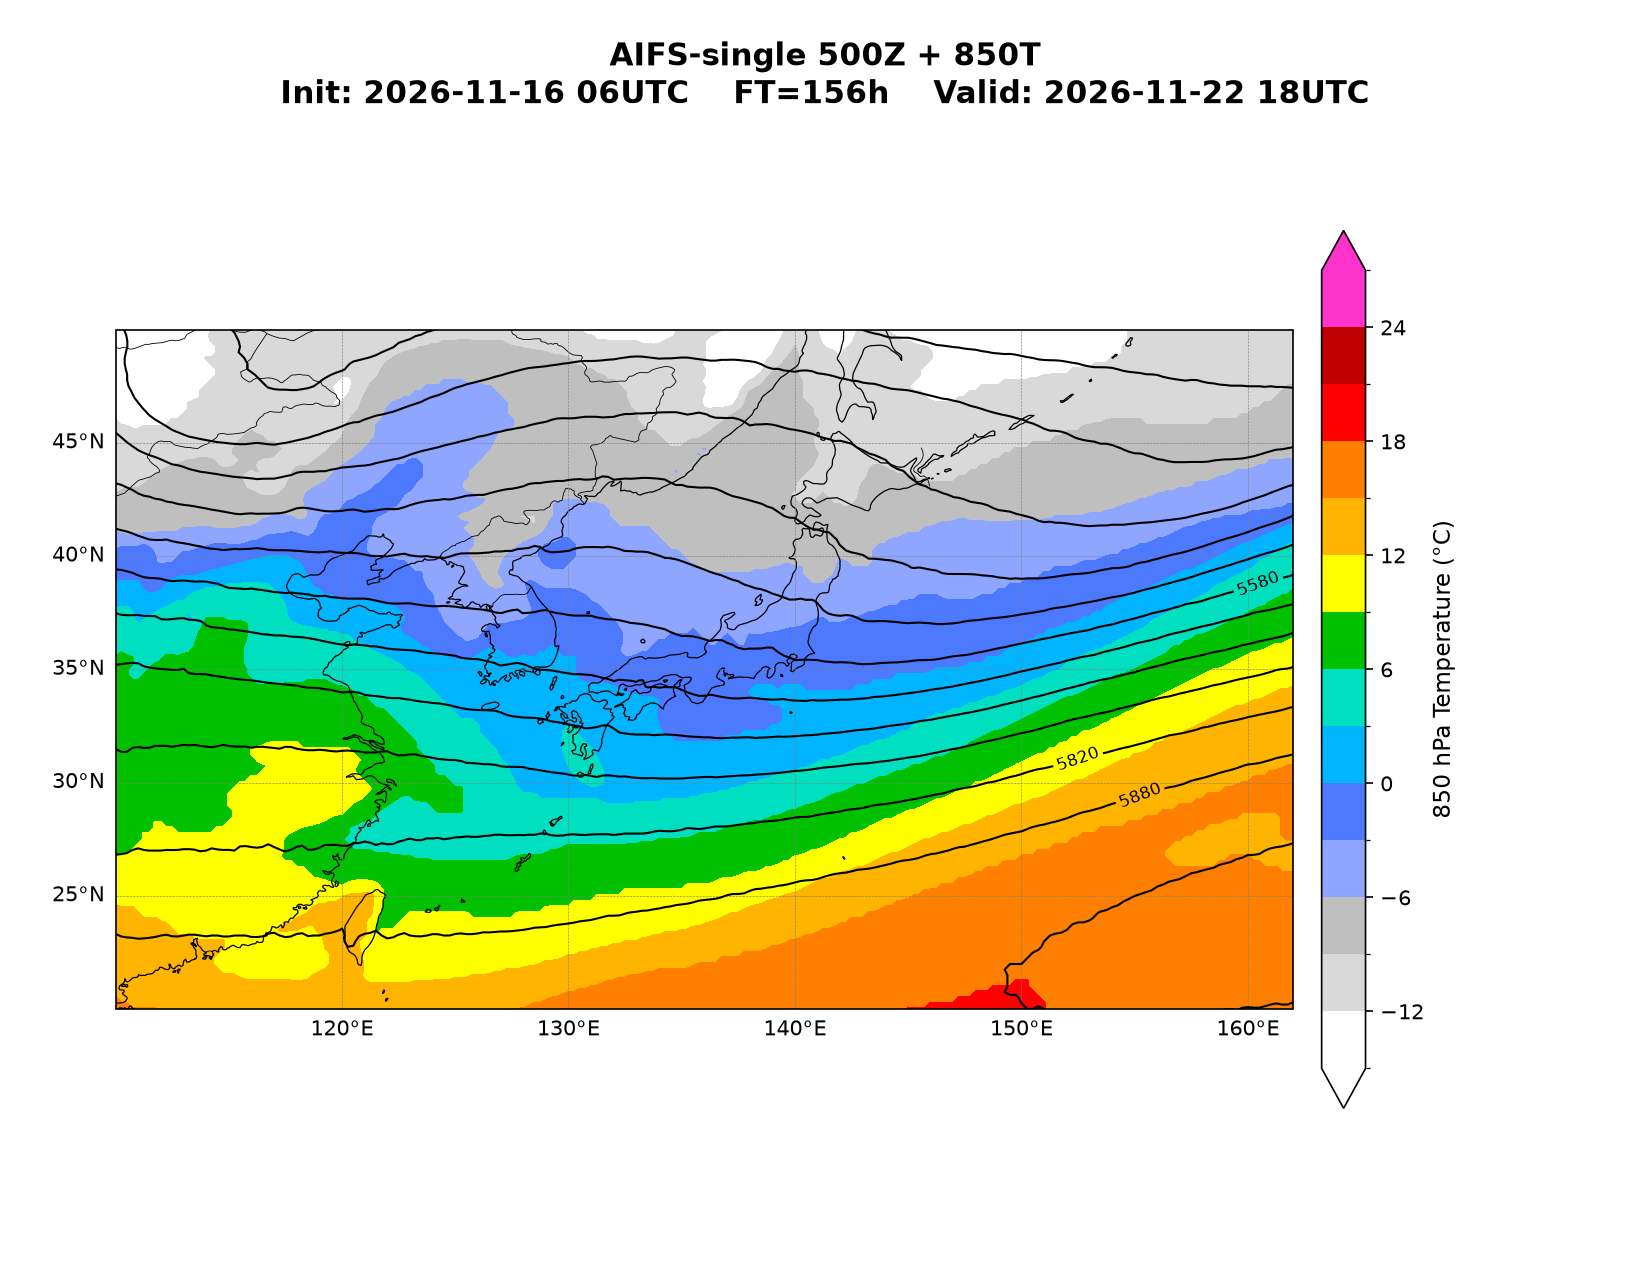 AIFS-single 500Z + 850T
Init: 2026-11-16 06UTC    FT=156h    Valid: 2026-11-22 18UTC
24
18
12
6
0
−6
−12
850 hPa Temperature (°C)
45°N
40°N
35°N
30°N
25°N
5580
5820
5880
120°E
130°E
140°E
150°E
160°E